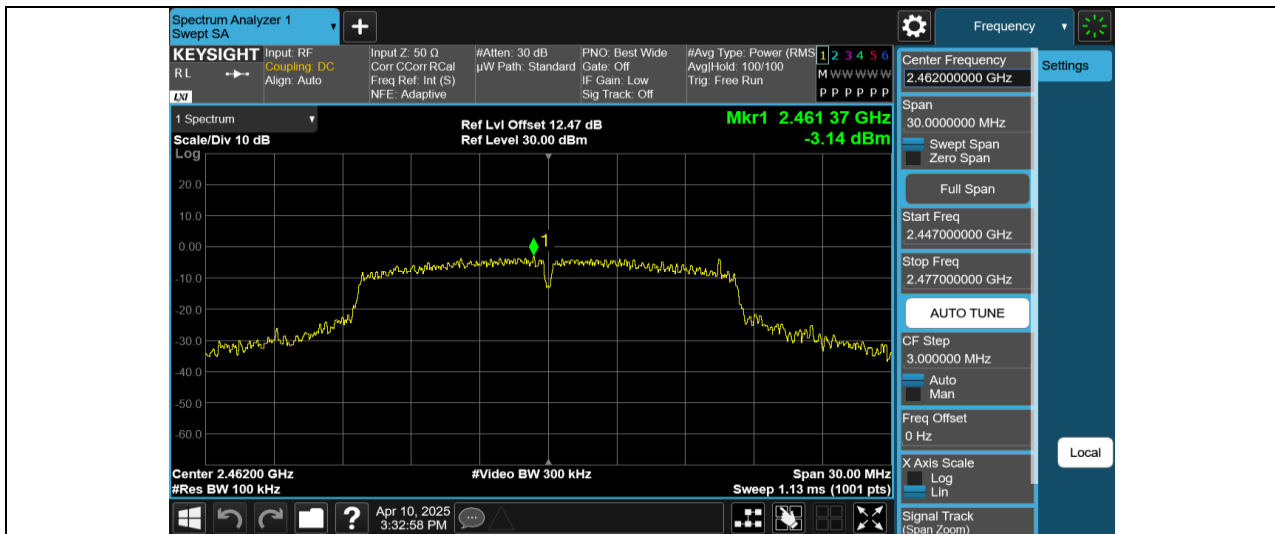 Spectrum Analyzer 1
Swept SA
Frequency
KEYSIGHT
RL
LXI
Input: RF
Coupling: DC
Align: Auto
Input Z: 50 Ω
Corr CCorr RCal
Freq Ref: Int (S)
NFE: Adaptive
#Atten: 30 dB
µW Path: Standard
PNO: Best Wide
Gate: Off
IF Gain: Low
Sig Track: Off
#Avg Type: Power (RMS
Avg|Hold: 100/100
Trig: Free Run
1 2 3 4 5 6
M W W W W W
P P P P P P
1 Spectrum
Scale/Div 10 dB
Log
Ref Lvl Offset 12.47 dB
Ref Level 30.00 dBm
Mkr1 2.461 37 GHz
-3.14 dBm
20.0
10.0
0.00
-10.0
-20.0
-30.0
-40.0
-50.0
-60.0
1
Center 2.46200 GHz
#Res BW 100 kHz
#Video BW 300 kHz
Span 30.00 MHz
Sweep 1.13 ms (1001 pts)
?
Apr 10, 2025
3:32:58 PM
Center Frequency
2.462000000 GHz
Span
30.0000000 MHz
Swept Span
Zero Span
Full Span
Start Freq
2.447000000 GHz
Stop Freq
2.477000000 GHz
AUTO TUNE
CF Step
3.000000 MHz
Auto
Man
Freq Offset
0 Hz
X Axis Scale
Log
Lin
Signal Track
(Span Zoom)
Settings
Local